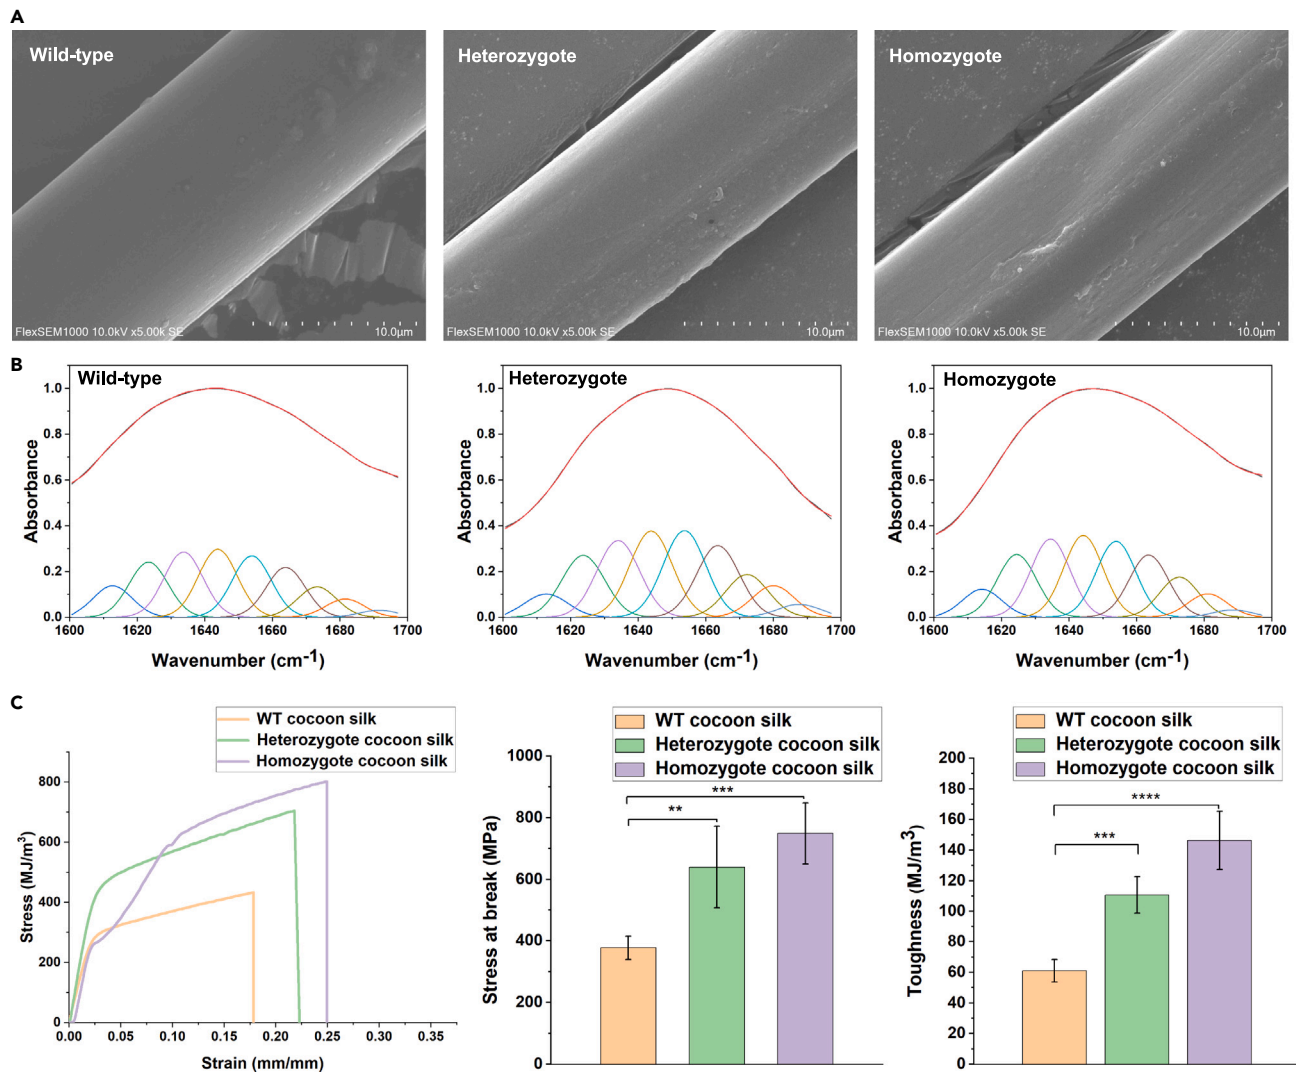 A
Wild-type
Heterozygote
Homozygote
FlexSEM1000 10.0kV x5.00k SE
10.0μm
FlexSEM1000 10.0kV x5.00k SE
10.0μm
FlexSEM1000 10.0kV x5.00k SE
10.0μm
B
Wild-type
1.0
0.8
0.6
0.4
0.2
0.0
Absorbance
1600
1620
1640
1660
1680
1700
Wavenumber (cm-1)
Heterozygote
1.0
0.8
0.6
0.4
0.2
0.0
Absorbance
1600
1620
1640
1660
1680
1700
Wavenumber (cm-1)
Homozygote
1.0
0.8
0.6
0.4
0.2
0.0
Absorbance
1600
1620
1640
1660
1680
1700
Wavenumber (cm-1)
C
WT cocoon silk
Heterozygote cocoon silk
Homozygote cocoon silk
800
600
400
200
0
Stress (MJ/m3)
0.00
0.05
0.10
0.15
0.20
0.25
0.30
0.35
Strain (mm/mm)
WT cocoon silk
Heterozygote cocoon silk
Homozygote cocoon silk
1000
800
600
400
200
0
Stress at break (MPa)
***
**
WT cocoon silk
Heterozygote cocoon silk
Homozygote cocoon silk
200
180
160
140
120
100
80
60
40
20
0
Toughness (MJ/m3)
****
***